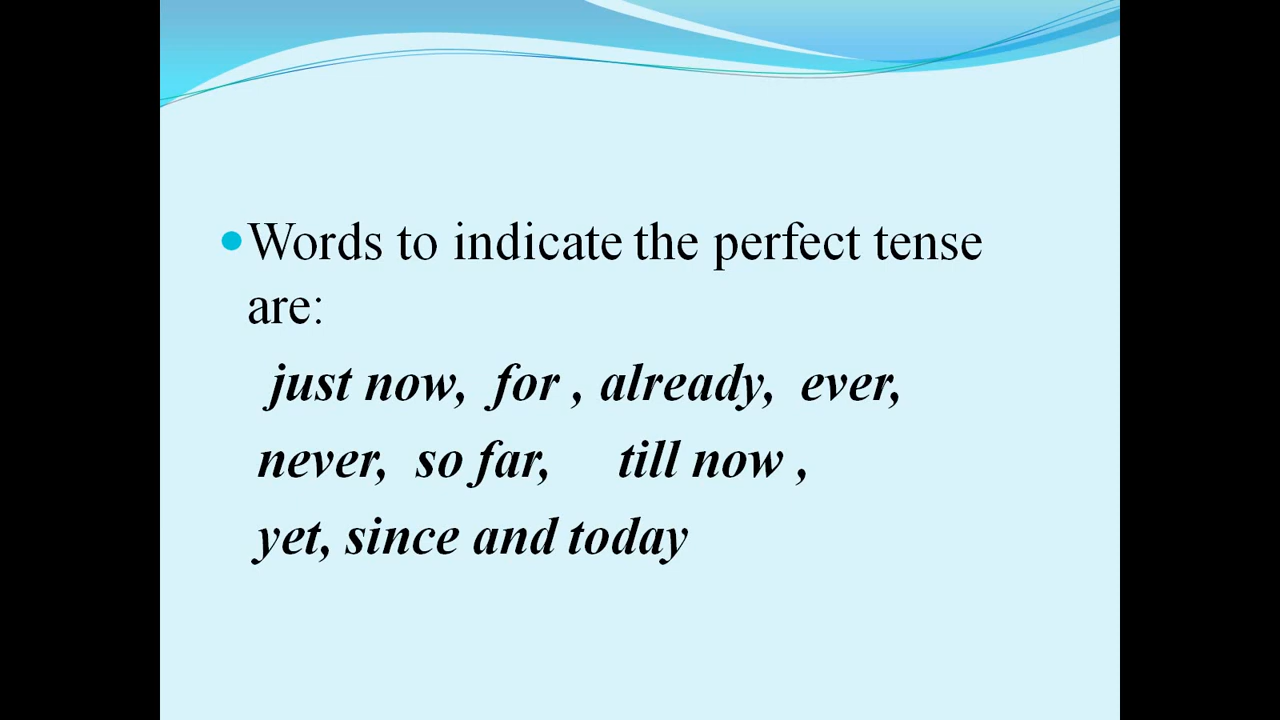 Words to indicate the perfect tense
are:
just now, for , already, ever,
never, so far, till now ,
yet, since and today